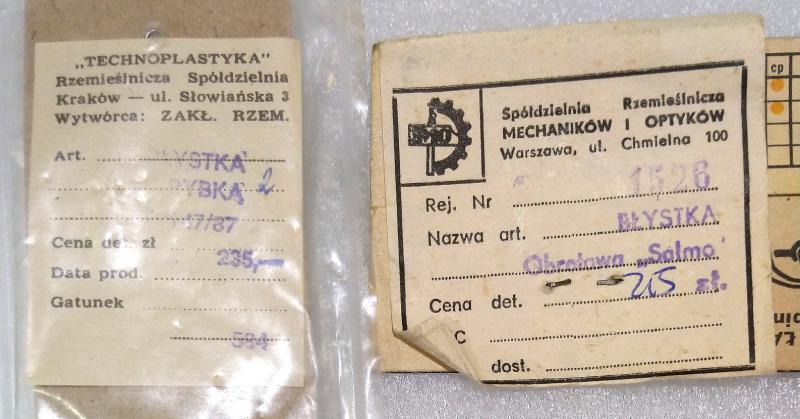 „TECHNOPLASTYKA"
Rzemieślnicza Spółdzielnia
Kraków — ul. Słowiańska 3
Wytwórca: ZAKŁ. RZEM.
Art. BŁYSTKA
RYBKA 2
47/87
Cena det. zł 235,—
Data prod.
Gatunek
594
Spółdzielnia Rzemieślnicza
MECHANIKÓW I OPTYKÓW
Warszawa, ul. Chmielna 100
Rej. Nr 1526
Nazwa art. BŁYSTKA
Obrotowa „Salmo"
Cena det. 215 zł.
C
dost.
cp